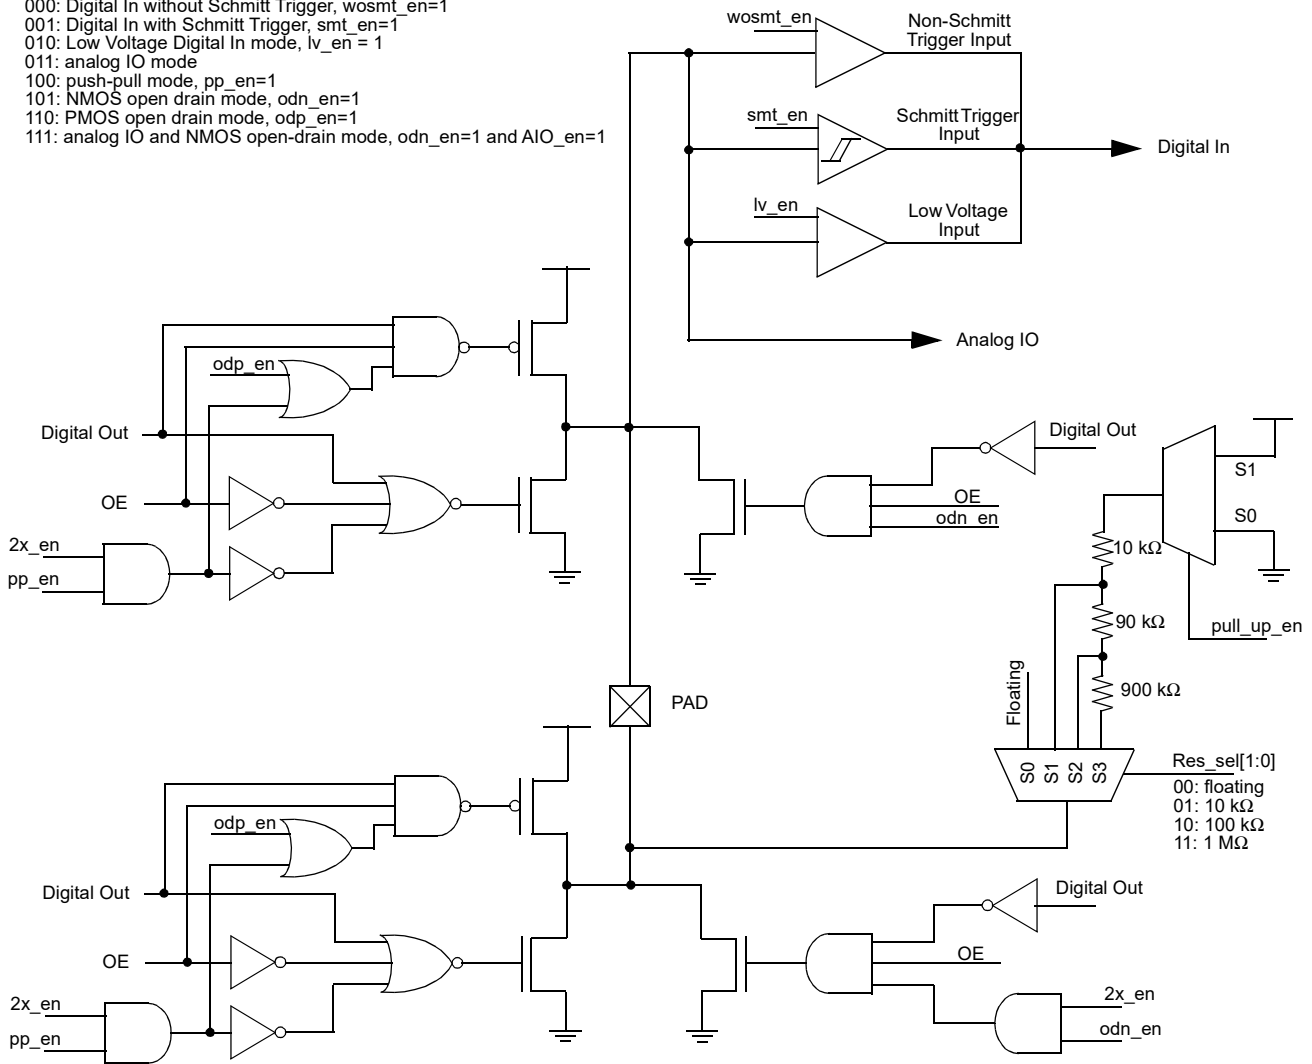 000: Digital In without Schmitt Trigger, wosmt_en=1
001: Digital In with Schmitt Trigger, smt_en=1
010: Low Voltage Digital In mode, lv_en = 1
011: analog IO mode
100: push-pull mode, pp_en=1
101: NMOS open drain mode, odn_en=1
110: PMOS open drain mode, odp_en=1
111: analog IO and NMOS open-drain mode, odn_en=1 and AIO_en=1
wosmt_en
Non-Schmitt
Trigger Input
smt_en
Schmitt Trigger
Input
Digital In
lv_en
Low Voltage
Input
Analog IO
odp_en
Digital Out
OE
2x_en
pp_en
Digital Out
OE
odn_en
S1
S0
10 kΩ
90 kΩ
900 kΩ
pull_up_en
Floating
S0
S1
S2
S3
Res_sel[1:0]
00: floating
01: 10 kΩ
10: 100 kΩ
11: 1 MΩ
PAD
odp_en
Digital Out
OE
2x_en
pp_en
Digital Out
OE
2x_en
odn_en